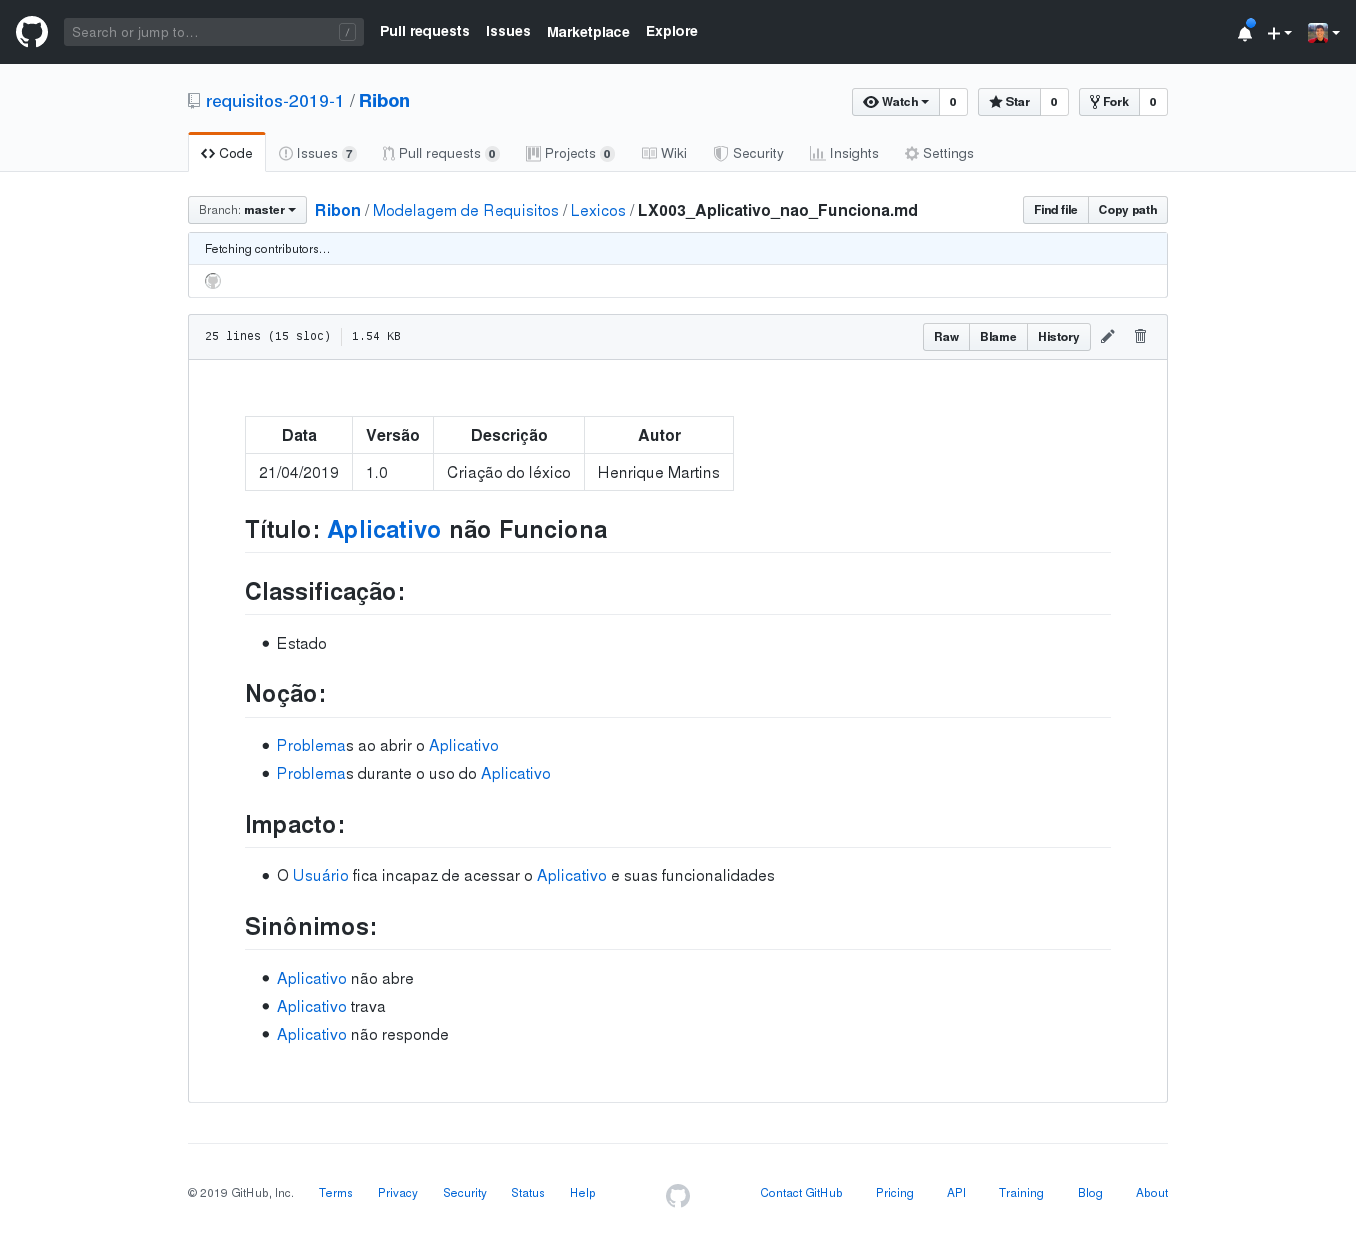 Search or jump to… /
Pull requests Issues Marketplace Explore
requisitos-2019-1 / Ribon
Watch 0 Star 0 Fork 0
Code Issues 7 Pull requests 0 Projects 0 Wiki Security Insights Settings
Branch: master Ribon / Modelagem de Requisitos / Lexicos / LX003_Aplicativo_nao_Funciona.md Find file Copy path
Fetching contributors…
25 lines (15 sloc) 1.54 KB Raw Blame History
Data Versão Descrição Autor
21/04/2019 1.0 Criação do léxico Henrique Martins
Título: Aplicativo não Funciona
Classificação:
• Estado
Noção:
• Problemas ao abrir o Aplicativo
• Problemas durante o uso do Aplicativo
Impacto:
• O Usuário fica incapaz de acessar o Aplicativo e suas funcionalidades
Sinônimos:
• Aplicativo não abre
• Aplicativo trava
• Aplicativo não responde
© 2019 GitHub, Inc. Terms Privacy Security Status Help Contact GitHub Pricing API Training Blog About